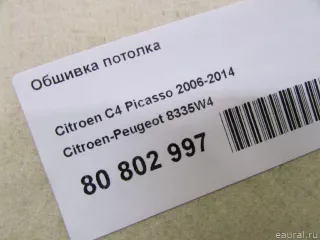 Обшивка потолка
Citroen C4 Picasso 2006-2014
Citroen-Peugeot 8335W4
80 802 997
eaural.ru